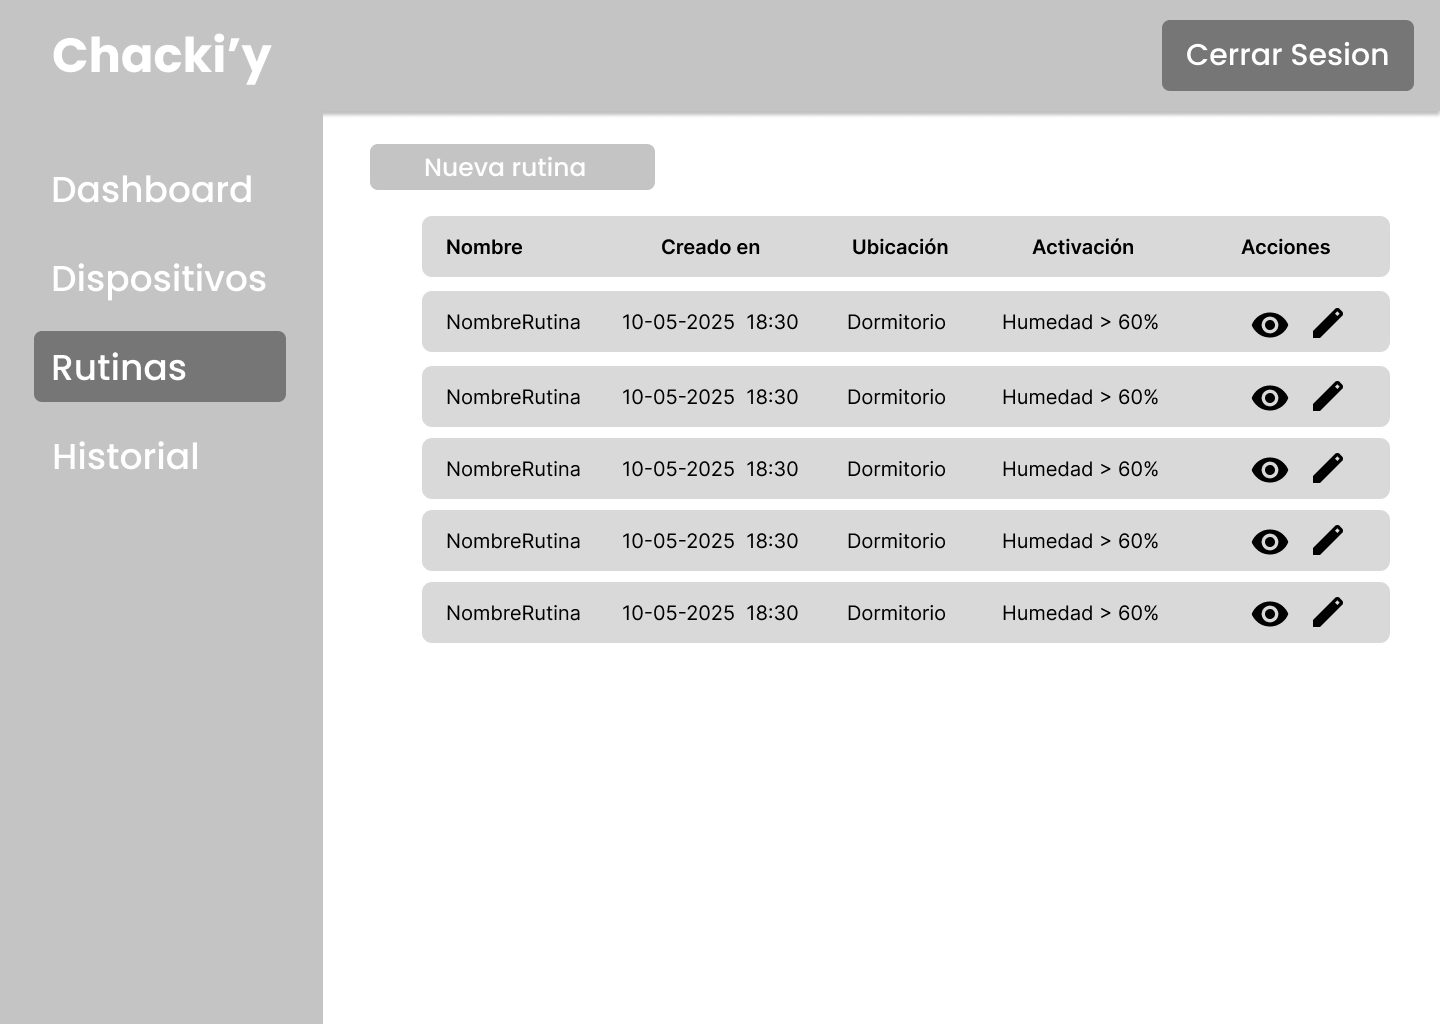 Chacki’y
Cerrar Sesion
Dashboard
Dispositivos
Rutinas
Historial
Nueva rutina
Nombre Creado en Ubicación Activación Acciones
NombreRutina 10-05-2025 18:30 Dormitorio Humedad > 60%
NombreRutina 10-05-2025 18:30 Dormitorio Humedad > 60%
NombreRutina 10-05-2025 18:30 Dormitorio Humedad > 60%
NombreRutina 10-05-2025 18:30 Dormitorio Humedad > 60%
NombreRutina 10-05-2025 18:30 Dormitorio Humedad > 60%